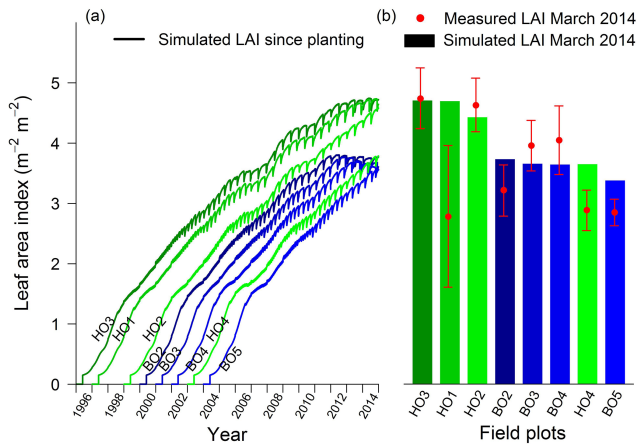 (a)
Simulated LAI since planting
Leaf area index (m⁻² m⁻²)
5
4
3
2
1
0
HO3
HO1
HO2
BO2
BO3
BO4
HO4
BO5
1996
1998
2000
2002
2004
2006
2008
2010
2012
2014
Year
(b)
Measured LAI March 2014
Simulated LAI March 2014
HO3
HO1
HO2
BO2
BO3
BO4
HO4
BO5
Field plots